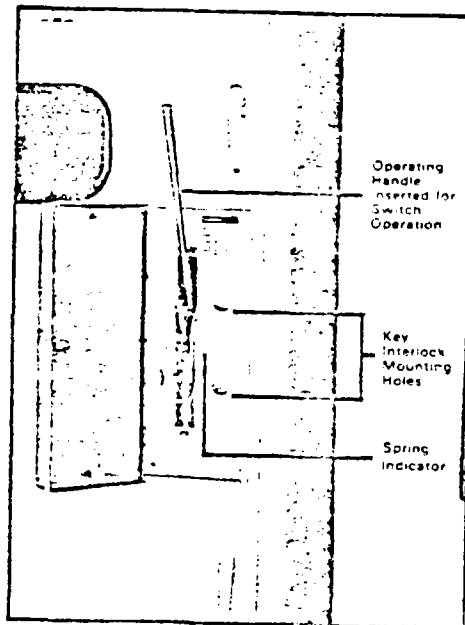 Operating
Handle
Inserted for
Switch
Operation
Key
Interlock
Mounting
Holes
Spring
Indicator